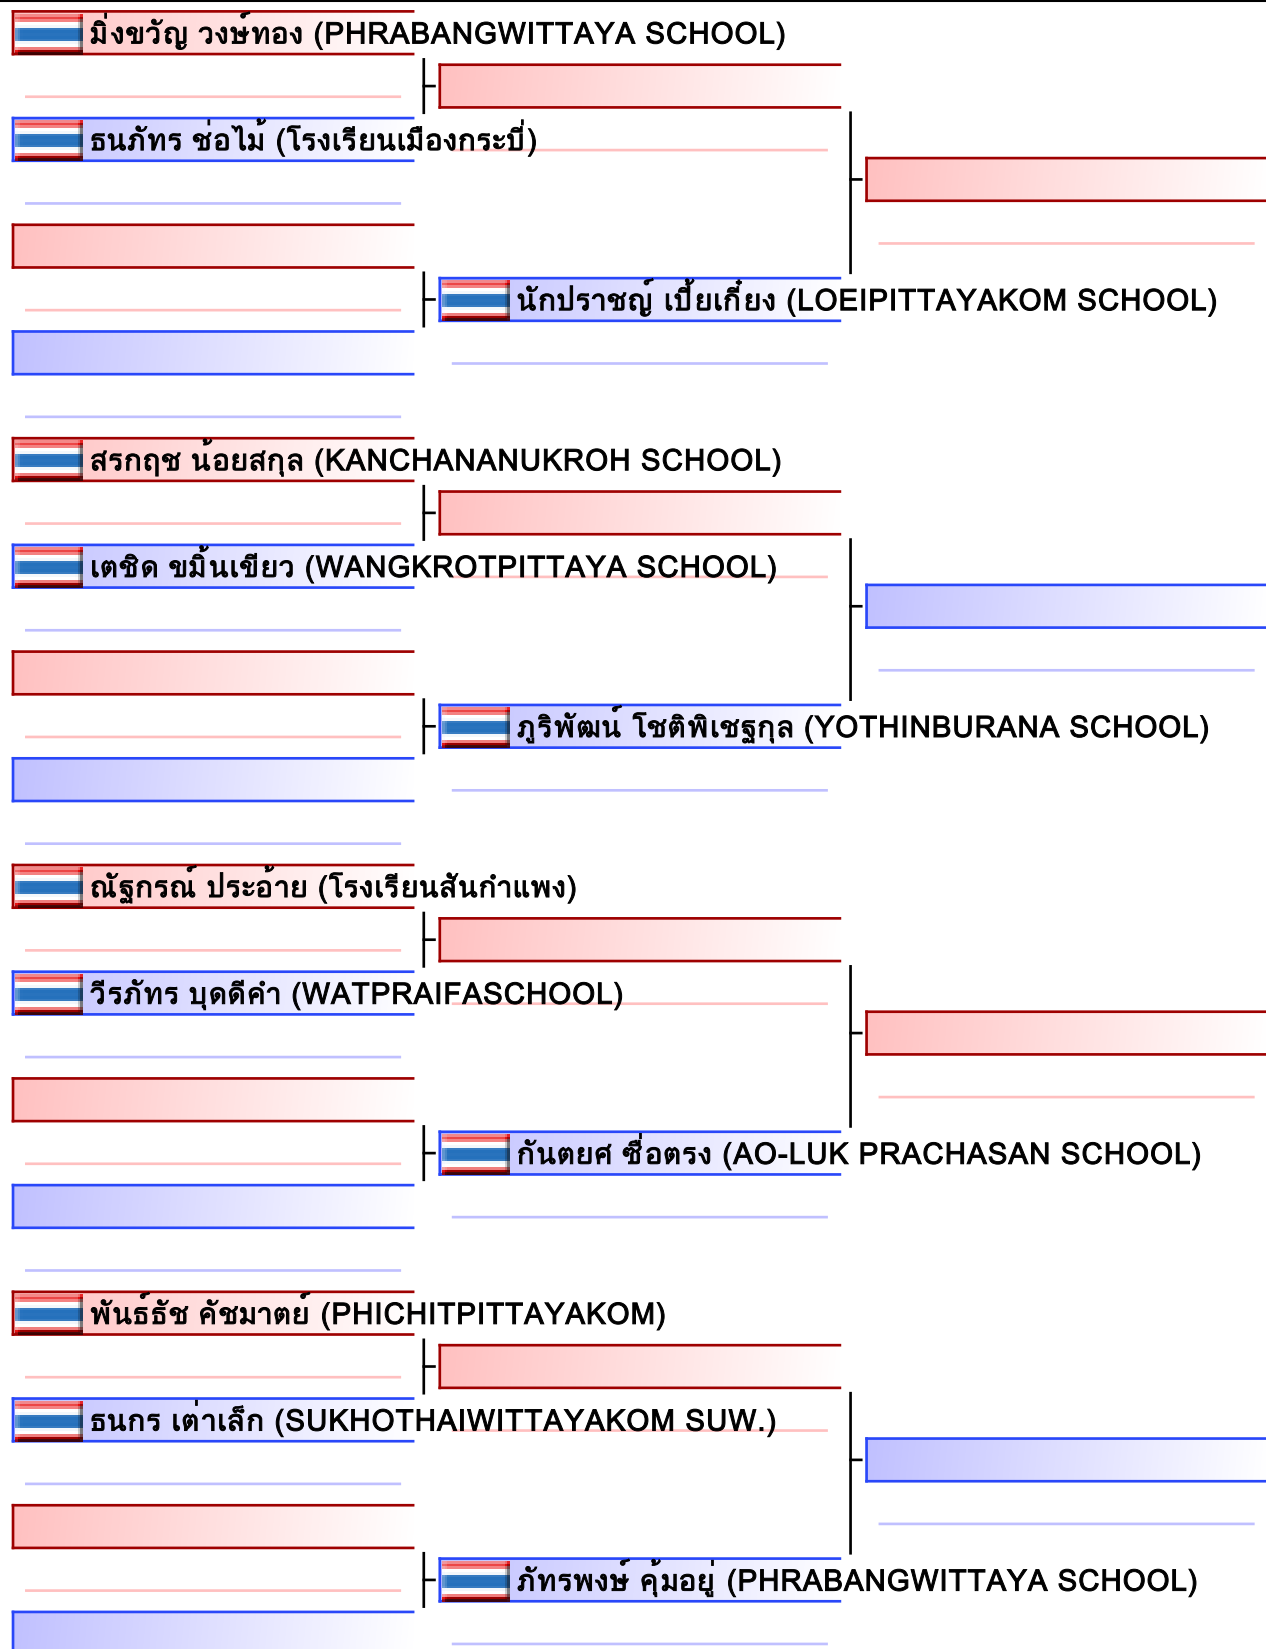 มิ่งขวัญ วงษ์ทอง (PHRABANGWITTAYA SCHOOL)
ธนภัทร ช่อไม้ (โรงเรียนเมืองกระบี่)
นักปราชญ์ เบี้ยเกี๋ยง (LOEIPITTAYAKOM SCHOOL)
สรกฤช น้อยสกุล (KANCHANANUKROH SCHOOL)
เตชิด ขมิ้นเขียว (WANGKROTPITTAYA SCHOOL)
ภูริพัฒน์ โชติพิเชฐกุล (YOTHINBURANA SCHOOL)
ณัฐกรณ์ ประอ้าย (โรงเรียนสันกำแพง)
วีรภัทร บุดดีคำ (WATPRAIFASCHOOL)
กันตยศ ซื่อตรง (AO-LUK PRACHASAN SCHOOL)
พันธ์ธัช คัชมาตย์ (PHICHITPITTAYAKOM)
ธนกร เต่าเล็ก (SUKHOTHAIWITTAYAKOM SUW.)
ภัทรพงษ์ คุ้มอยู่ (PHRABANGWITTAYA SCHOOL)